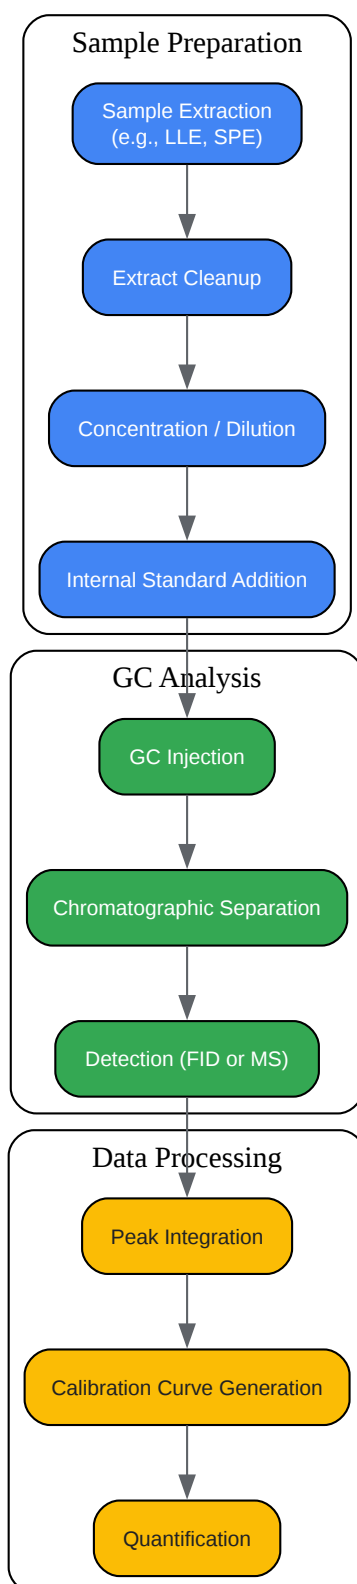 Sample Preparation
Sample Extraction
(e.g., LLE, SPE)
Extract Cleanup
Concentration / Dilution
Internal Standard Addition
GC Analysis
GC Injection
Chromatographic Separation
Detection (FID or MS)
Data Processing
Peak Integration
Calibration Curve Generation
Quantification